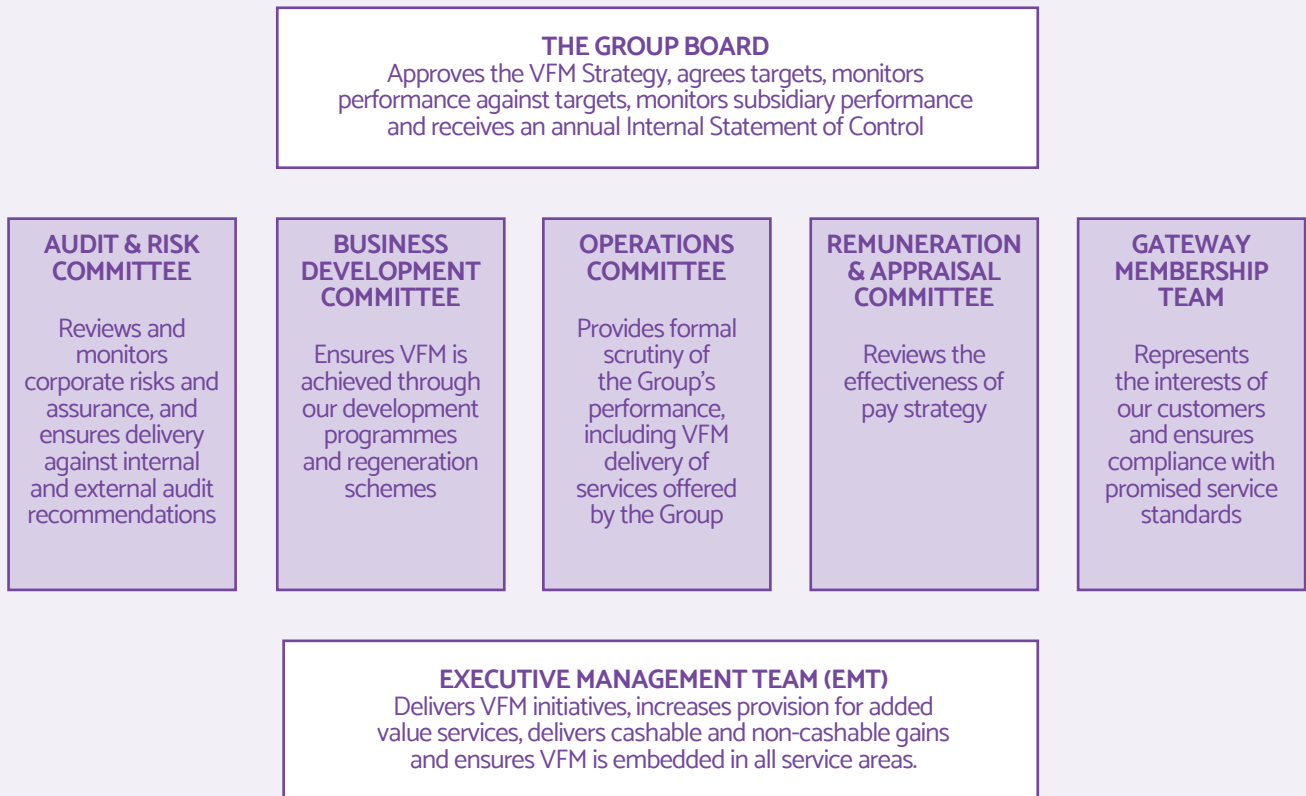 THE GROUP BOARD
Approves the VFM Strategy, agrees targets, monitors
performance against targets, monitors subsidiary performance
and receives an annual Internal Statement of Control
AUDIT & RISK
COMMITTEE
Reviews and
monitors
corporate risks and
assurance, and
ensures delivery
against internal
and external audit
recommendations
BUSINESS
DEVELOPMENT
COMMITTEE
Ensures VFM is
achieved through
our development
programmes
and regeneration
schemes
OPERATIONS
COMMITTEE
Provides formal
scrutiny of
the Group’s
performance,
including VFM
delivery of
services offered
by the Group
REMUNERATION
& APPRAISAL
COMMITTEE
Reviews the
effectiveness of
pay strategy
GATEWAY
MEMBERSHIP
TEAM
Represents
the interests of
our customers
and ensures
compliance with
promised service
standards
EXECUTIVE MANAGEMENT TEAM (EMT)
Delivers VFM initiatives, increases provision for added
value services, delivers cashable and non-cashable gains
and ensures VFM is embedded in all service areas.